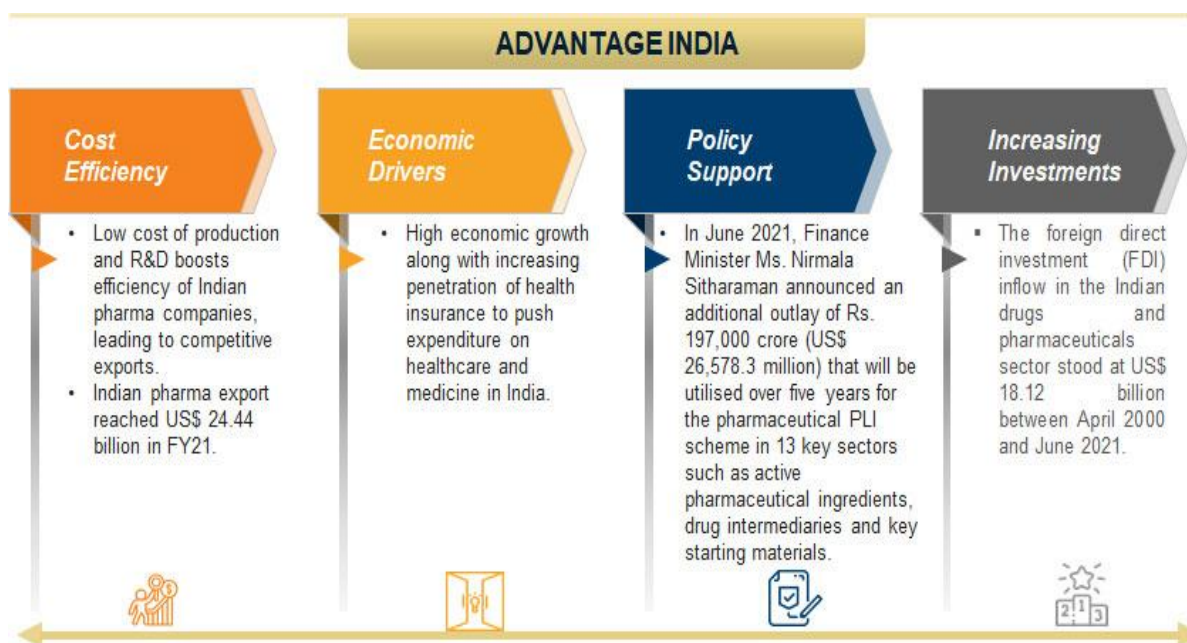 ADVANTAGE INDIA
Cost
Efficiency
• Low cost of production
and R&D boosts
efficiency of Indian
pharma companies,
leading to competitive
exports.
• Indian pharma export
reached US$ 24.44
billion in FY21.
Economic
Drivers
• High economic growth
along with increasing
penetration of health
insurance to push
expenditure on
healthcare and
medicine in India.
Policy
Support
• In June 2021, Finance
Minister Ms. Nirmala
Sitharaman announced an
additional outlay of Rs.
197,000 crore (US$
26,578.3 million) that will be
utilised over five years for
the pharmaceutical PLI
scheme in 13 key sectors
such as active
pharmaceutical ingredients,
drug intermediaries and key
starting materials.
Increasing
Investments
▪ The foreign direct
investment (FDI)
inflow in the Indian
drugs and
pharmaceuticals
sector stood at US$
18.12 billion
between April 2000
and June 2021.
2 1 3